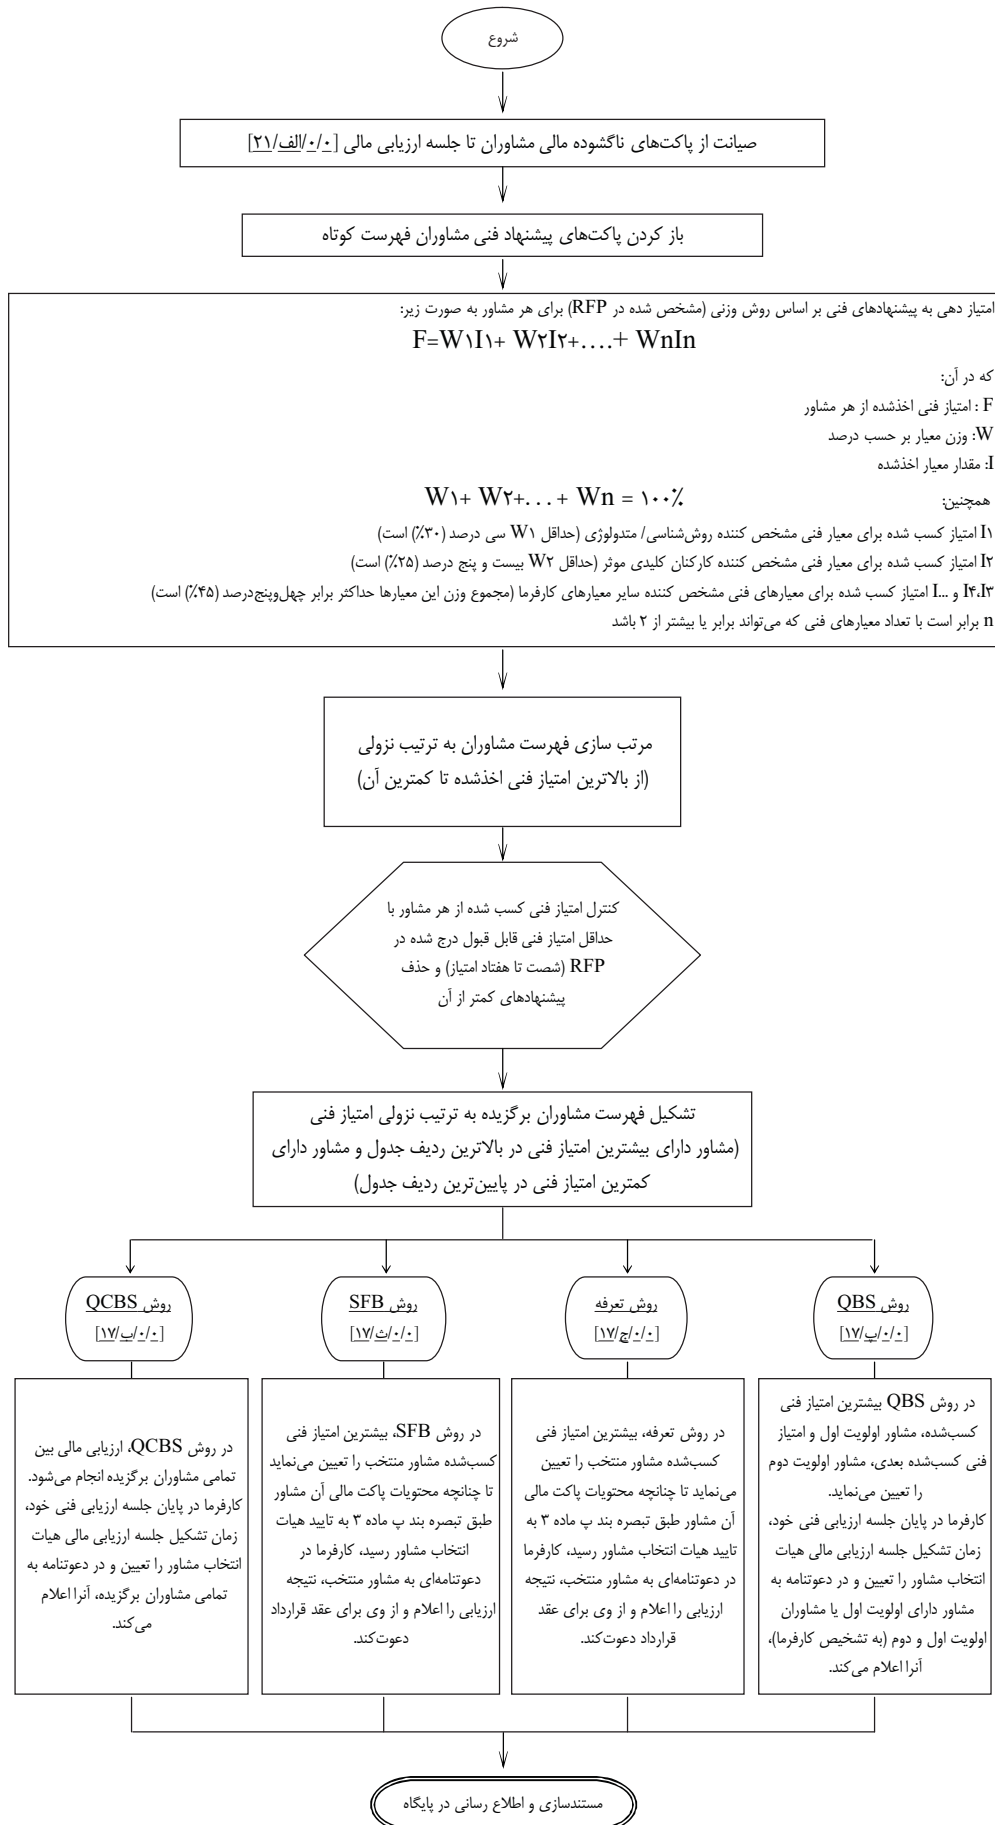 شروع
صیانت از پاکت‌های ناگشوده مالی مشاوران تا جلسه ارزیابی مالی [۰/۰/الف/۲۱]
باز کردن پاکت‌های پیشنهاد فنی مشاوران فهرست کوتاه
امتیاز دهی به پیشنهادهای فنی بر اساس روش وزنی (مشخص شده در RFP) برای هر مشاور به صورت زیر:
F=W۱I۱+ W۲I۲+....+ WnIn
که در آن:
F : امتیاز فنی اخذشده از هر مشاور
W: وزن معیار بر حسب درصد
I: مقدار معیار اخذشده
همچنین: W۱+ W۲+...+ Wn = ۱۰۰٪
I۱ امتیاز کسب شده برای معیار فنی مشخص کننده روش‌شناسی/ متدولوژی (حداقل W۱ سی درصد (۳۰٪) است)
I۲ امتیاز کسب شده برای معیار فنی مشخص کننده کارکنان کلیدی موثر (حداقل W۲ بیست و پنج درصد (۲۵٪) است)
I۴،I۳ و ...I امتیاز کسب شده برای معیارهای فنی مشخص کننده سایر معیارهای کارفرما (مجموع وزن این معیارها حداکثر برابر چهل‌وپنج‌درصد (۴۵٪) است)
n برابر است با تعداد معیارهای فنی که می‌تواند برابر یا بیشتر از ۲ باشد
مرتب سازی فهرست مشاوران به ترتیب نزولی
(از بالاترین امتیاز فنی اخذشده تا کمترین آن)
کنترل امتیاز فنی کسب شده از هر مشاور با
حداقل امتیاز فنی قابل قبول درج شده در
RFP (شصت تا هفتاد امتیاز) و حذف
پیشنهادهای کمتر از آن
تشکیل فهرست مشاوران برگزیده به ترتیب نزولی امتیاز فنی
(مشاور دارای بیشترین امتیاز فنی در بالاترین ردیف جدول و مشاور دارای
کمترین امتیاز فنی در پایین‌ترین ردیف جدول)
روش QBS
[۰/۰/پ/۱۷]
در روش QBS بیشترین امتیاز فنی
کسب‌شده، مشاور اولویت اول و امتیاز
فنی کسب‌شده بعدی، مشاور اولویت دوم
را تعیین می‌نماید.
کارفرما در پایان جلسه ارزیابی فنی خود،
زمان تشکیل جلسه ارزیابی مالی هیات
انتخاب مشاور را تعیین و در دعوتنامه به
مشاور دارای اولویت اول یا مشاوران
اولویت اول و دوم (به تشخیص کارفرما)،
آنرا اعلام می‌کند.
روش تعرفه
[۰/۰/ج/۱۷]
در روش تعرفه، بیشترین امتیاز فنی
کسب‌شده مشاور منتخب را تعیین
می‌نماید تا چنانچه محتویات پاکت مالی
آن مشاور طبق تبصره بند پ ماده ۳ به
تایید هیات انتخاب مشاور رسید، کارفرما
در دعوتنامه‌ای به مشاور منتخب، نتیجه
ارزیابی را اعلام و از وی برای عقد
قرارداد دعوت‌کند.
روش SFB
[۰/۰/ث/۱۷]
در روش SFB، بیشترین امتیاز فنی
کسب‌شده مشاور منتخب را تعیین می‌نماید
تا چنانچه محتویات پاکت مالی آن مشاور
طبق تبصره بند پ ماده ۳ به تایید هیات
انتخاب مشاور رسید، کارفرما در
دعوتنامه‌ای به مشاور منتخب، نتیجه
ارزیابی را اعلام و از وی برای عقد قرارداد
دعوت‌کند.
روش QCBS
[۰/۰/ب/۱۷]
در روش QCBS، ارزیابی مالی بین
تمامی مشاوران برگزیده انجام می‌شود.
کارفرما در پایان جلسه ارزیابی فنی خود،
زمان تشکیل جلسه ارزیابی مالی هیات
انتخاب مشاور را تعیین و در دعوتنامه به
تمامی مشاوران برگزیده، آنرا اعلام
می‌کند.
مستندسازی و اطلاع رسانی در پایگاه